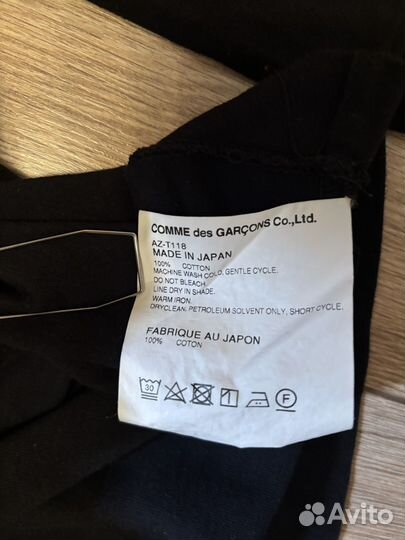 COMME des GARÇONS Co.,Ltd.
AZ-T118
MADE IN JAPAN
100% COTTON
MACHINE WASH COLD, GENTLE CYCLE.
DO NOT BLEACH.
LINE DRY IN SHADE.
WARM IRON.
DRYCLEAN, PETROLEUM SOLVENT ONLY, SHORT CYCLE.
FABRIQUE AU JAPON
100% COTTON
30 F
Avito